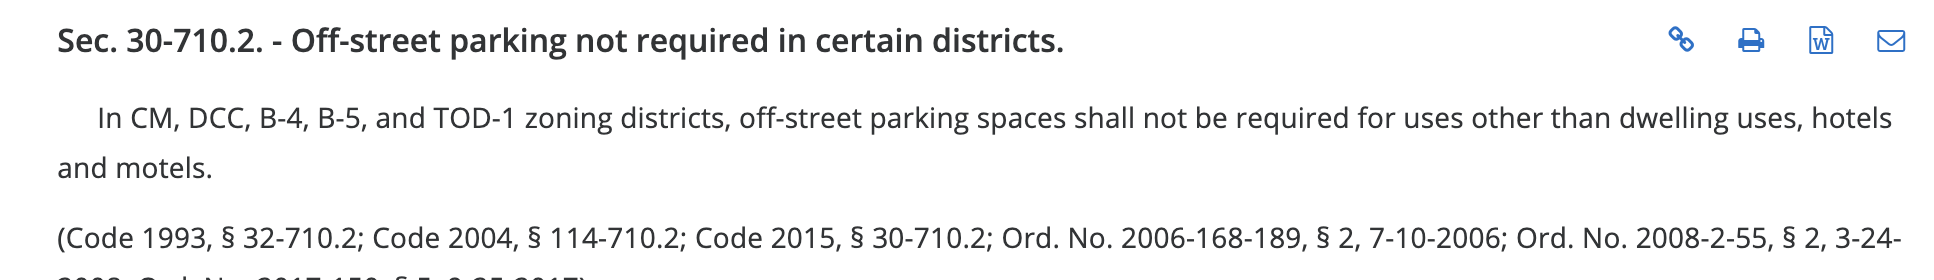 Sec. 30-710.2. - Off-street parking not required in certain districts.
In CM, DCC, B-4, B-5, and TOD-1 zoning districts, off-street parking spaces shall not be required for uses other than dwelling uses, hotels
and motels.
(Code 1993, § 32-710.2; Code 2004, § 114-710.2; Code 2015, § 30-710.2; Ord. No. 2006-168-189, § 2, 7-10-2006; Ord. No. 2008-2-55, § 2, 3-24-